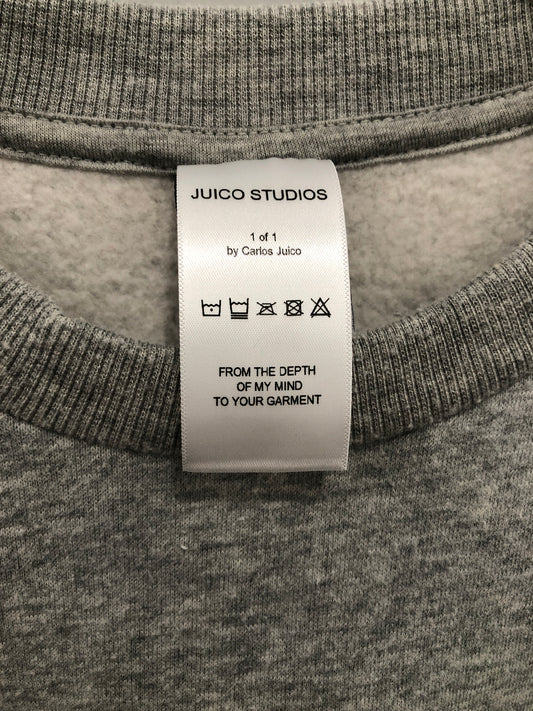 JUICO STUDIOS
1 of 1
by Carlos Juico
FROM THE DEPTH
OF MY MIND
TO YOUR GARMENT